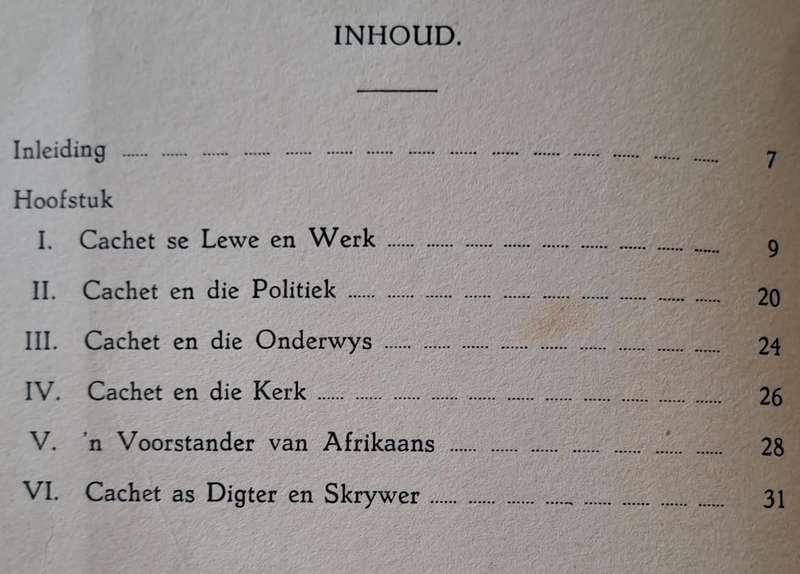 INHOUD.
Inleiding ...... ...... ...... ...... ...... ...... ...... ...... ...... ...... ...... ...... ...... ...... ...... 7
Hoofstuk
I. Cachet se Lewe en Werk ...... ...... ...... ...... ...... ...... ...... ...... ...... 9
II. Cachet en die Politiek ...... ...... ...... ...... ...... ...... ...... ...... ...... ...... 20
III. Cachet en die Onderwys ...... ...... ...... ...... ...... ...... ...... ...... ...... 24
IV. Cachet en die Kerk ...... ...... ...... ...... ...... ...... ...... ...... ...... ...... ...... 26
V. 'n Voorstander van Afrikaans ...... ...... ...... ...... ...... ...... ...... 28
VI. Cachet as Digter en Skrywer ...... ...... ...... ...... ...... ...... ...... ...... 31